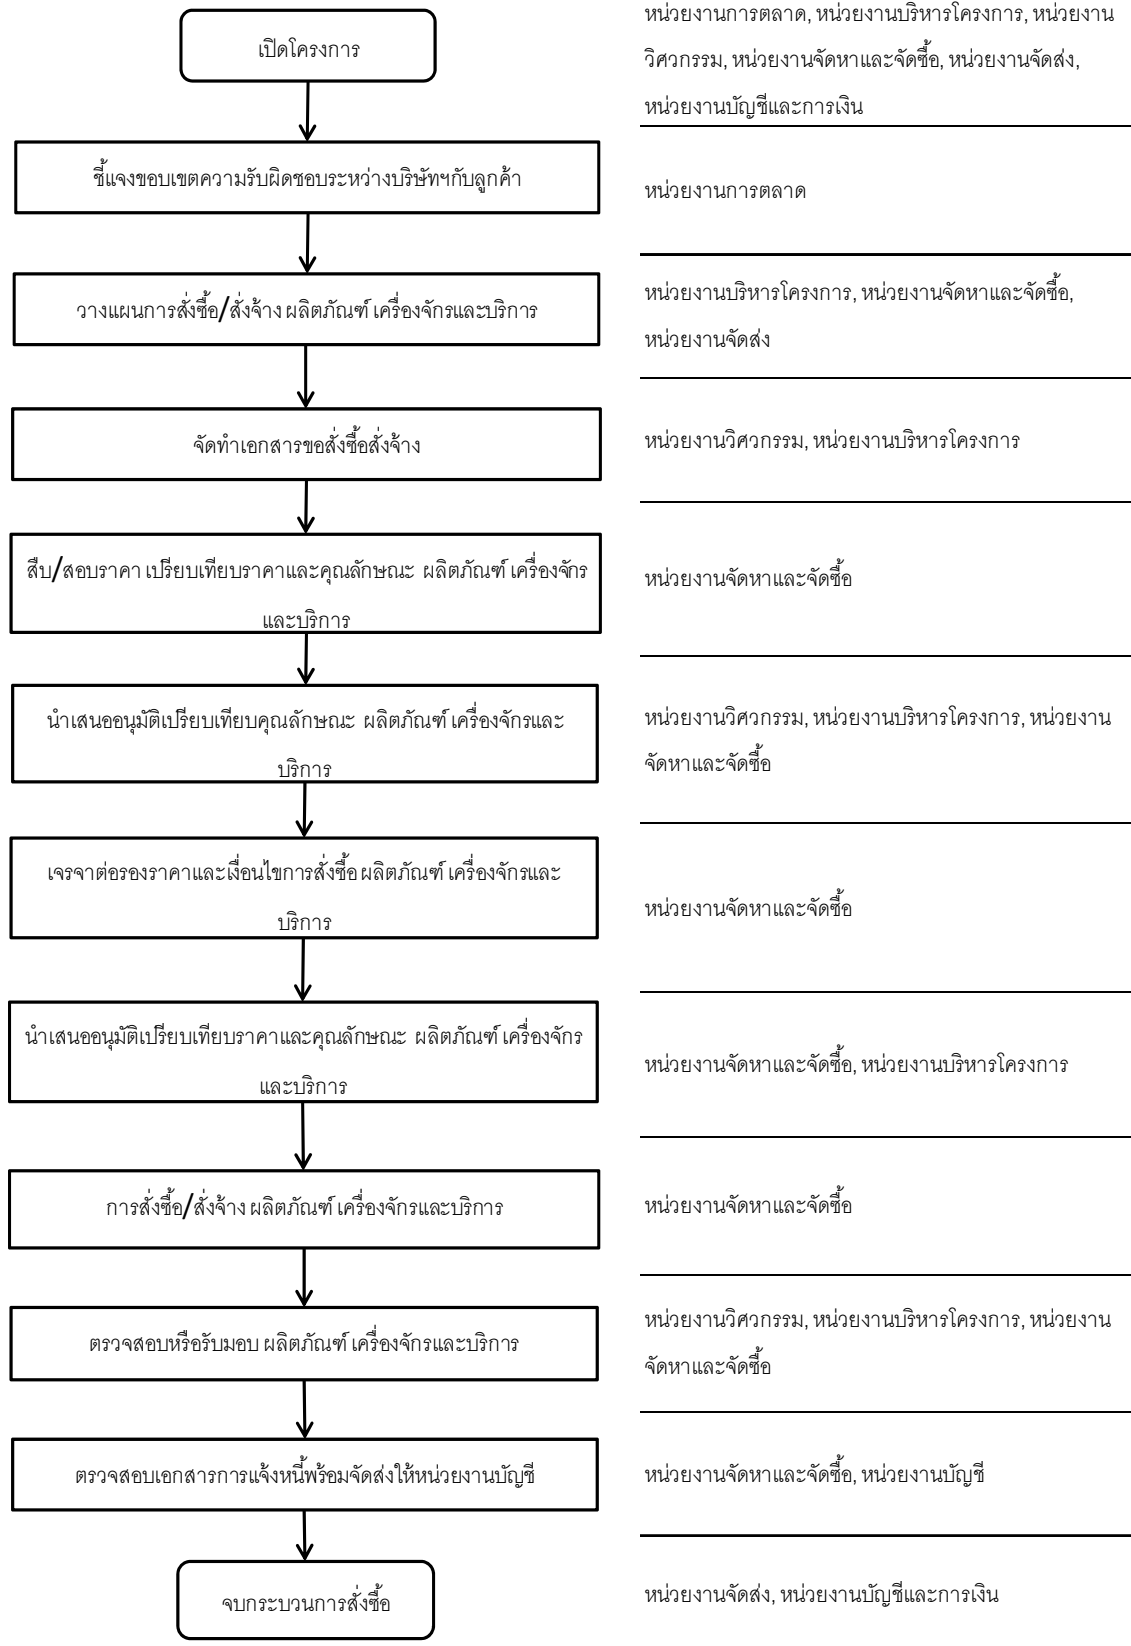 หน่วยงานการตลาด, หน่วยงานบริหารโครงการ, หน่วยงาน
เปิดโครงการ
วิศวกรรม, หน่วยงานจัดหาและจัดซื้อ, หน่วยงานจัดส่ง,
หน่วยงานบัญชีและการเงิน
ชี้แจงขอบเขตความรับผิดชอบระหว่างบริษัทฯกับลูกค้า
หน่วยงานการตลาด
วางแผนการสั่งซื้อ/สั่งจ้าง ผลิตภัณฑ์ เครื่องจักรและบริการ
หน่วยงานบริหารโครงการ, หน่วยงานจัดหาและจัดซื้อ,
หน่วยงานจัดส่ง
จัดทำเอกสารขอสั่งซื้อสั่งจ้าง
หน่วยงานวิศวกรรม, หน่วยงานบริหารโครงการ
สืบ/สอบราคา เปรียบเทียบราคาและคุณลักษณะ ผลิตภัณฑ์ เครื่องจักร
และบริการ
หน่วยงานจัดหาและจัดซื้อ
นำเสนออนุมัติเปรียบเทียบคุณลักษณะ ผลิตภัณฑ์ เครื่องจักรและ
บริการ
หน่วยงานวิศวกรรม, หน่วยงานบริหารโครงการ, หน่วยงาน
จัดหาและจัดซื้อ
เจรจาต่อรองราคาและเงื่อนไขการสั่งซื้อ ผลิตภัณฑ์ เครื่องจักรและ
บริการ
หน่วยงานจัดหาและจัดซื้อ
นำเสนออนุมัติเปรียบเทียบราคาและคุณลักษณะ ผลิตภัณฑ์ เครื่องจักร
และบริการ
หน่วยงานจัดหาและจัดซื้อ, หน่วยงานบริหารโครงการ
การสั่งซื้อ/สั่งจ้าง ผลิตภัณฑ์ เครื่องจักรและบริการ
หน่วยงานจัดหาและจัดซื้อ
ตรวจสอบหรือรับมอบ ผลิตภัณฑ์ เครื่องจักรและบริการ
หน่วยงานวิศวกรรม, หน่วยงานบริหารโครงการ, หน่วยงาน
จัดหาและจัดซื้อ
ตรวจสอบเอกสารการแจ้งหนี้พร้อมจัดส่งให้หน่วยงานบัญชี
หน่วยงานจัดหาและจัดซื้อ, หน่วยงานบัญชี
จบกระบวนการสั่งซื้อ
หน่วยงานจัดส่ง, หน่วยงานบัญชีและการเงิน